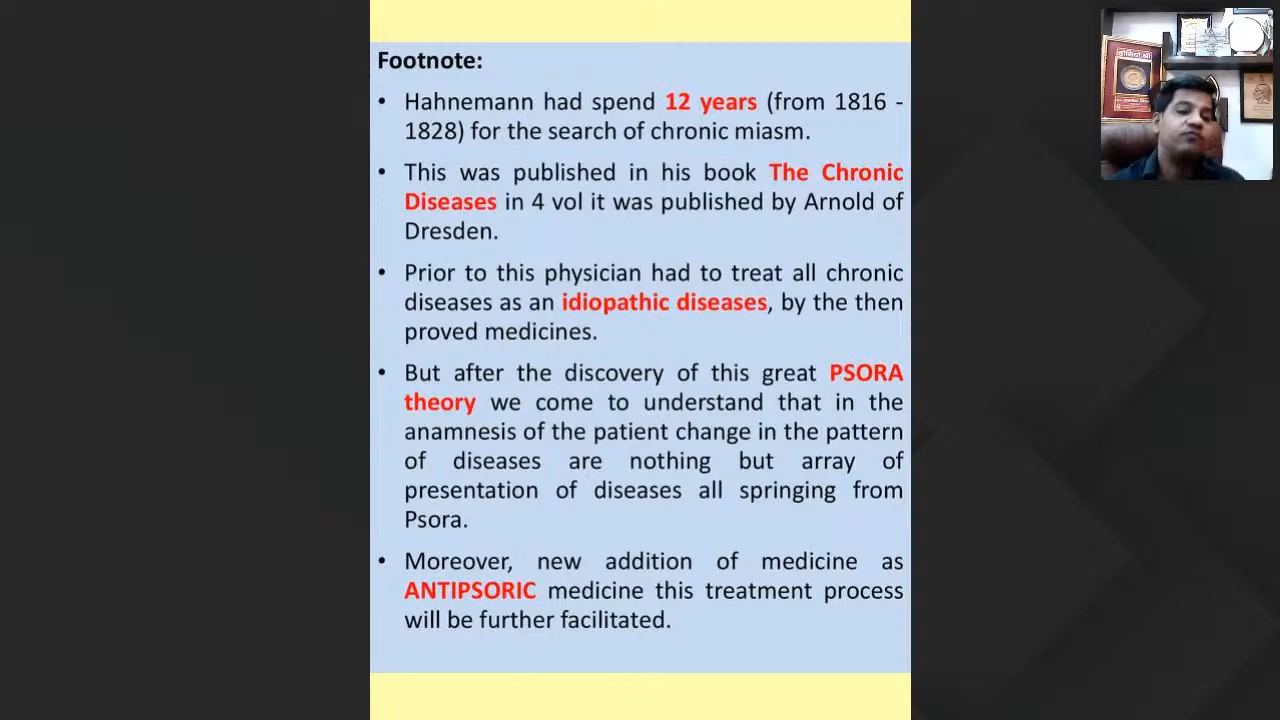 Footnote:
• Hahnemann had spend 12 years (from 1816 -
1828) for the search of chronic miasm.
• This was published in his book The Chronic
Diseases in 4 vol it was published by Arnold of
Dresden.
• Prior to this physician had to treat all chronic
diseases as an idiopathic diseases, by the then
proved medicines.
• But after the discovery of this great PSORA
theory we come to understand that in the
anamnesis of the patient change in the pattern
of diseases are nothing but array of
presentation of diseases all springing from
Psora.
• Moreover, new addition of medicine as
ANTIPSORIC medicine this treatment process
will be further facilitated.